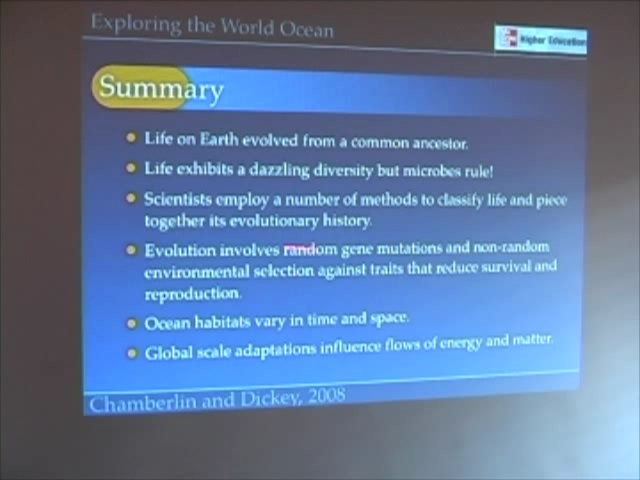 Exploring the World Ocean
Higher Education
Summary
Life on Earth evolved from a common ancestor.
Life exhibits a dazzling diversity but microbes rule!
Scientists employ a number of methods to classify life and piece
together its evolutionary history.
Evolution involves random gene mutations and non-random
environmental selection against traits that reduce survival and
reproduction.
Ocean habitats vary in time and space.
Global scale adaptations influence flows of energy and matter.
Chamberlin and Dickey, 2008